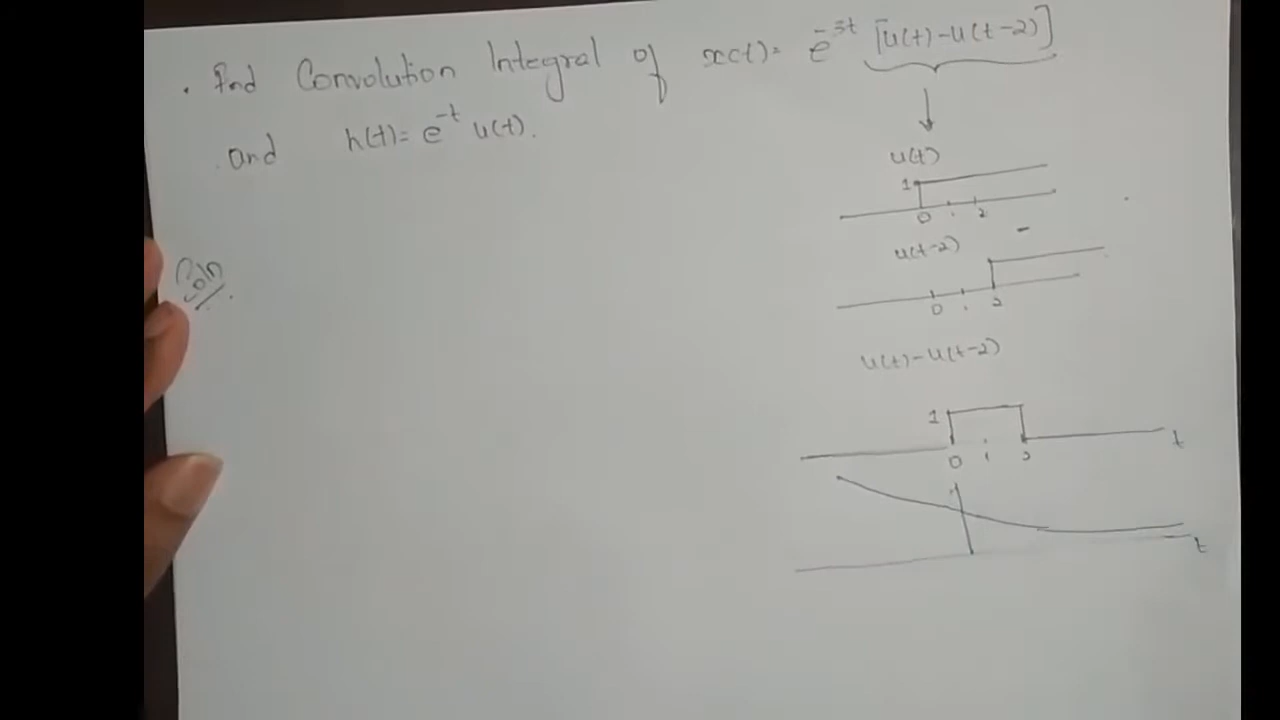 . find Convolution Integral of x(t)= e^-3t [u(t)-u(t-2)]
and h(t)= e^-t u(t).
u(t)
1
0 2
u(t-2) -
0 2
Soln
u(t)-u(t-2)
1
t
0 1 2
t